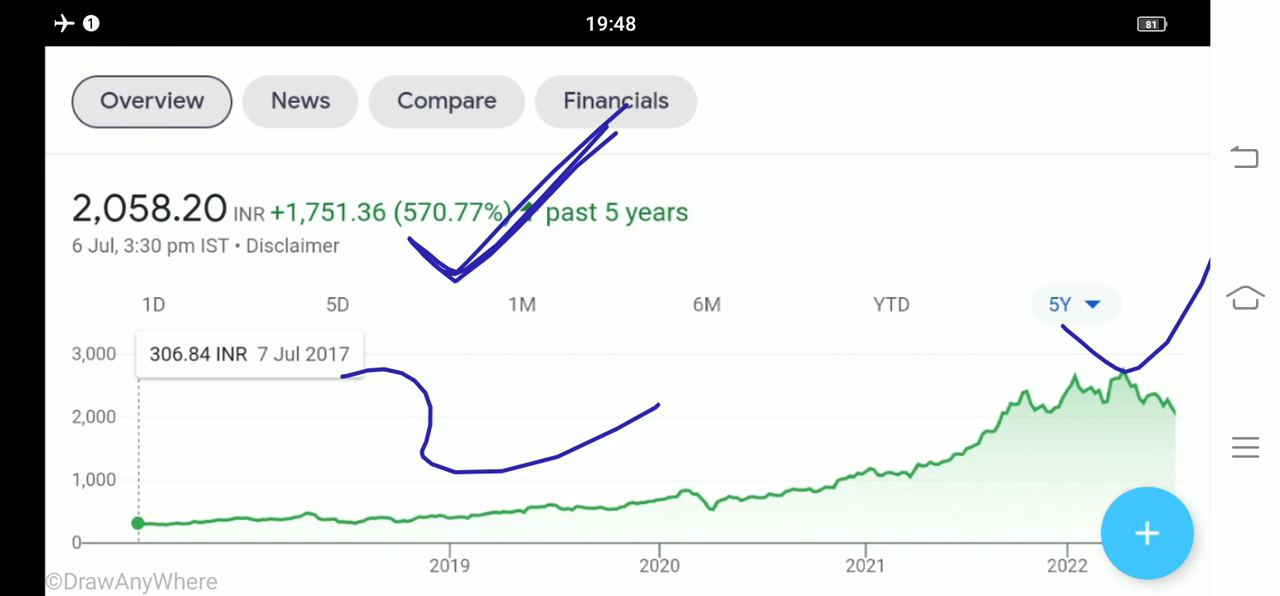 1 19:48 81
Overview News Compare Financials
2,058.20 INR +1,751.36 (570.77%) ↑ past 5 years
6 Jul, 3:30 pm IST • Disclaimer
1D 5D 1M 6M YTD 5Y
306.84 INR 7 Jul 2017
3,000
2,000
1,000
0
2019 2020 2021 2022
+
©DrawAnyWhere